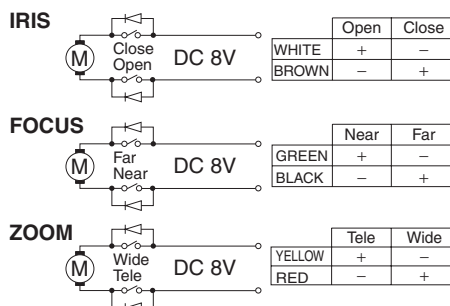 IRIS
M
Close
Open
DC 8V
Open Close
WHITE + −
BROWN − +
FOCUS
M
Far
Near
DC 8V
Near Far
GREEN + −
BLACK − +
ZOOM
M
Wide
Tele
DC 8V
Tele Wide
YELLOW + −
RED − +